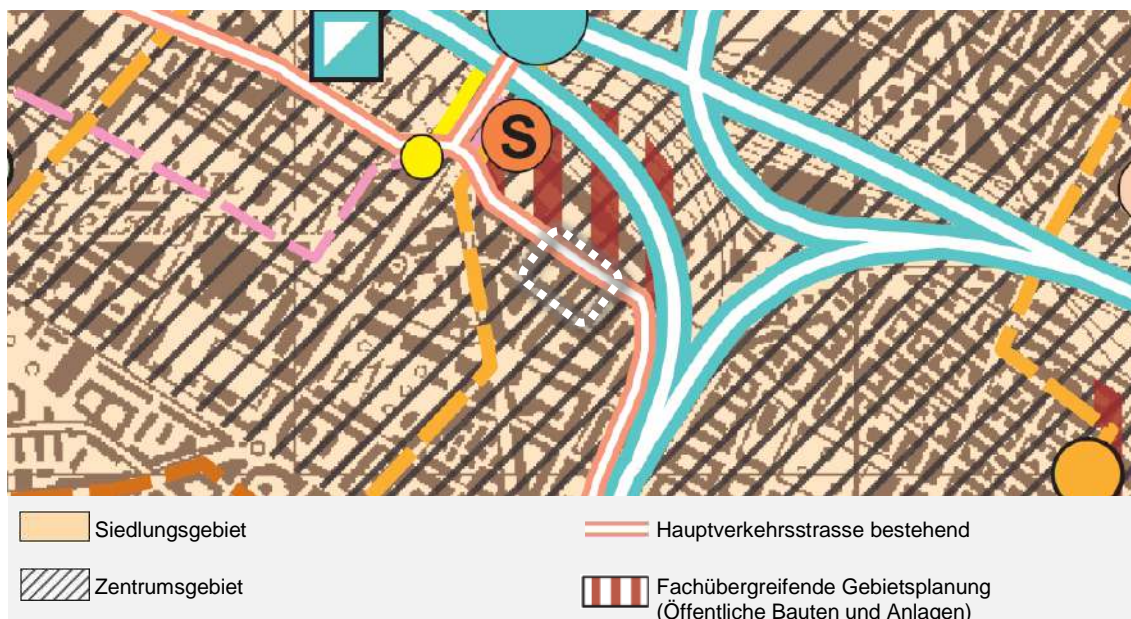 S
Siedlungsgebiet
Hauptverkehrsstrasse bestehend
Zentrumsgebiet
Fachübergreifende Gebietsplanung
(Öffentliche Bauten und Anlagen)